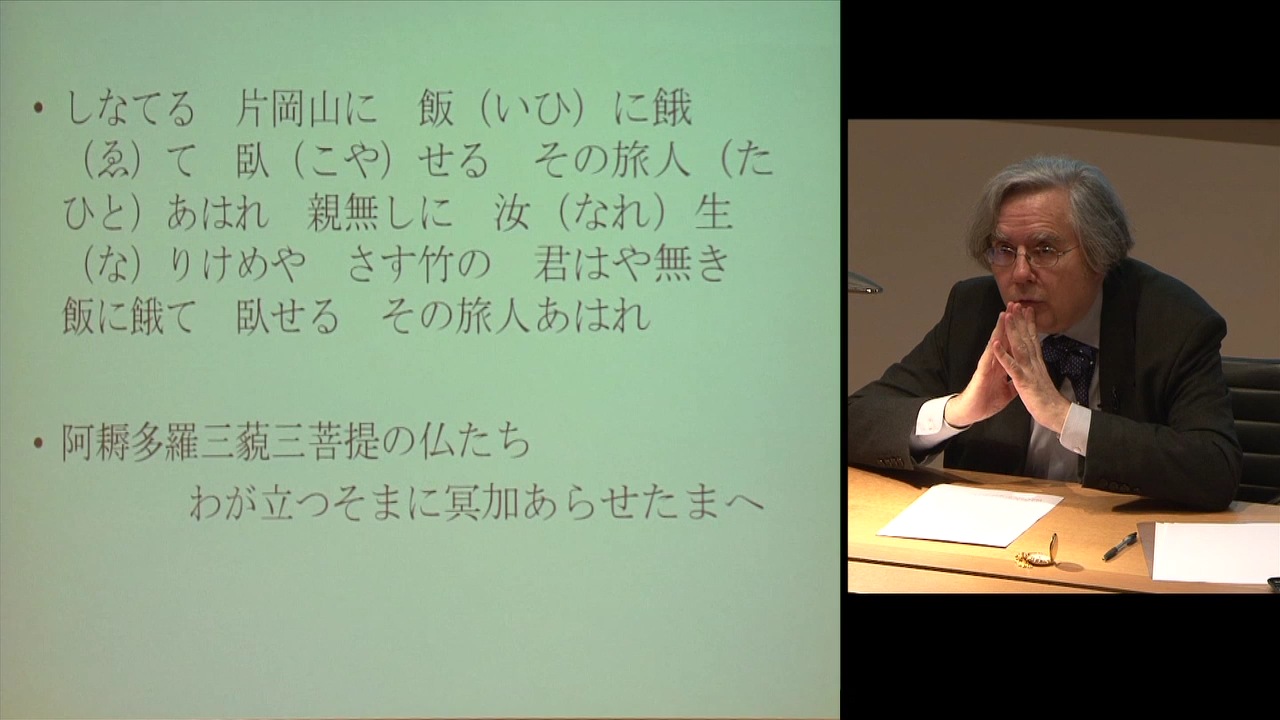 • しなてる　片岡山に　飯（いひ）に餓
（ゑ）て　臥（こや）せる　その旅人（た
ひと）あはれ　親無しに　汝（なれ）生
（な）りけめや　さす竹の　君はや無き
飯に餓て　臥せる　その旅人あはれ
• 阿耨多羅三藐三菩提の仏たち
わが立つそまに冥加あらせたまへ